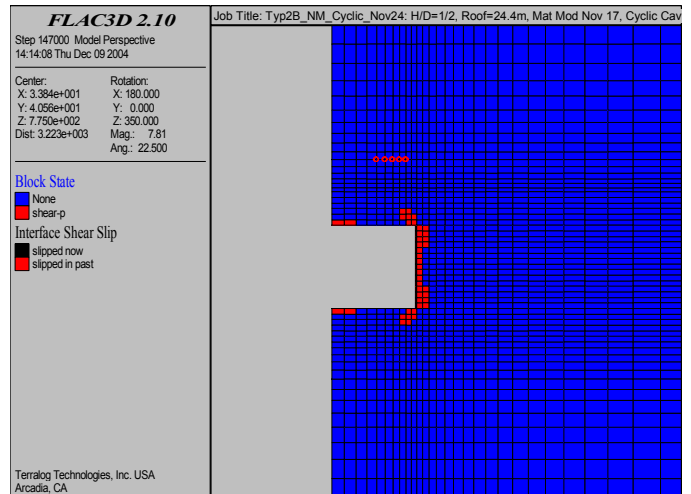 FLAC3D 2.10
Job Title: Typ2B_NM_Cyclic_Nov24: H/D=1/2, Roof=24.4m, Mat Mod Nov 17, Cyclic Cav
Step 147000 Model Perspective
14:14:08 Thu Dec 09 2004
Center:
X: 3.384e+001
Y: 4.056e+001
Z: 7.750e+002
Dist: 3.223e+003
Rotation:
X: 180.000
Y: 0.000
Z: 350.000
Mag.: 7.81
Ang.: 22.500
Block State
None
shear-p
Interface Shear Slip
slipped now
slipped in past
Terralog Technologies, Inc. USA
Arcadia, CA